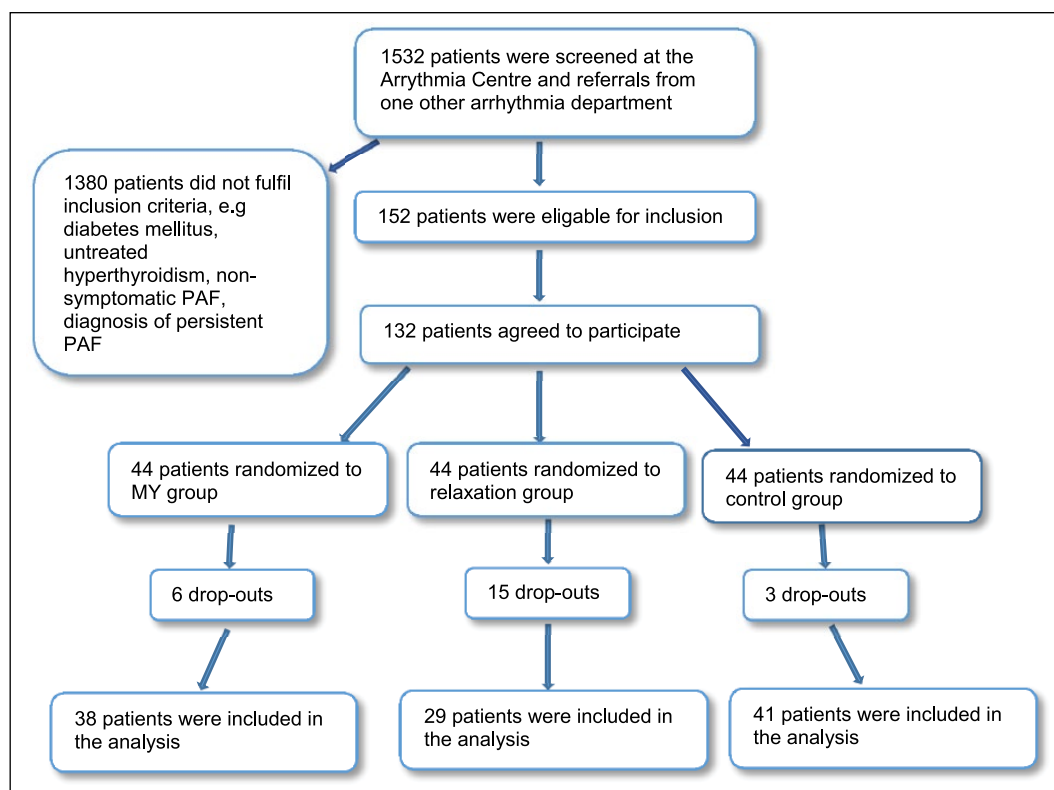 1532 patients were screened at the
Arrythmia Centre and referrals from
one other arrhythmia department
1380 patients did not fulfil
inclusion criteria, e.g
diabetes mellitus,
untreated
hyperthyroidism, non-
symptomatic PAF,
diagnosis of persistent
PAF
152 patients were eligable for inclusion
132 patients agreed to participate
44 patients randomized to
MY group
44 patients randomized to
relaxation group
44 patients randomized to
control group
6 drop-outs
15 drop-outs
3 drop-outs
38 patients were included in
the analysis
29 patients were included in
the analysis
41 patients were included in
the analysis